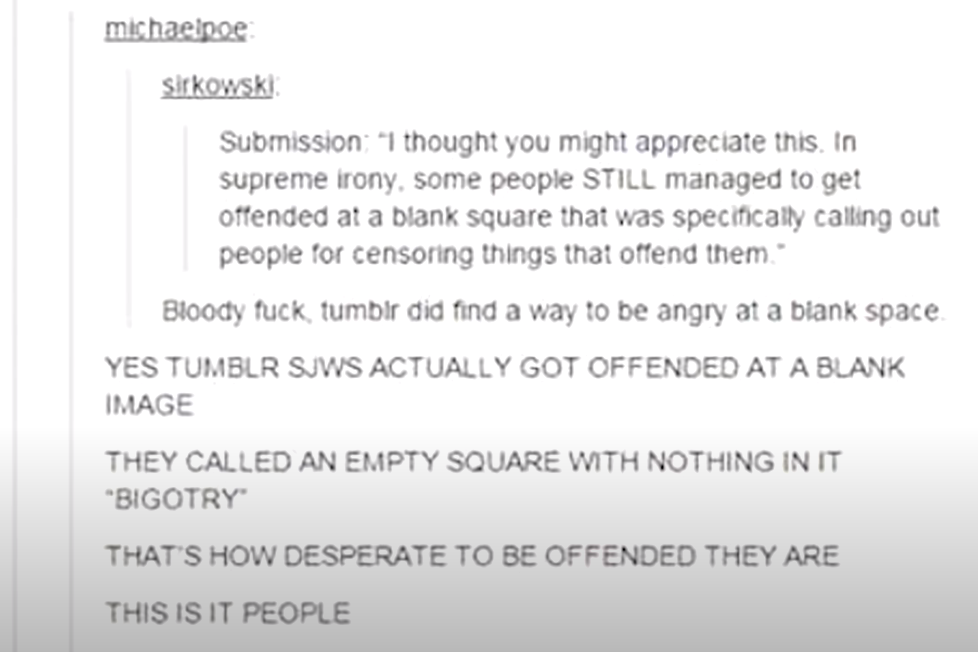 michaelpoe:
sirkowski:
Submission: "I thought you might appreciate this. In
supreme irony, some people STILL managed to get
offended at a blank square that was specifically calling out
people for censoring things that offend them."
Bloody fuck, tumblr did find a way to be angry at a blank space.
YES TUMBLR SJWS ACTUALLY GOT OFFENDED AT A BLANK
IMAGE
THEY CALLED AN EMPTY SQUARE WITH NOTHING IN IT
"BIGOTRY"
THAT'S HOW DESPERATE TO BE OFFENDED THEY ARE
THIS IS IT PEOPLE